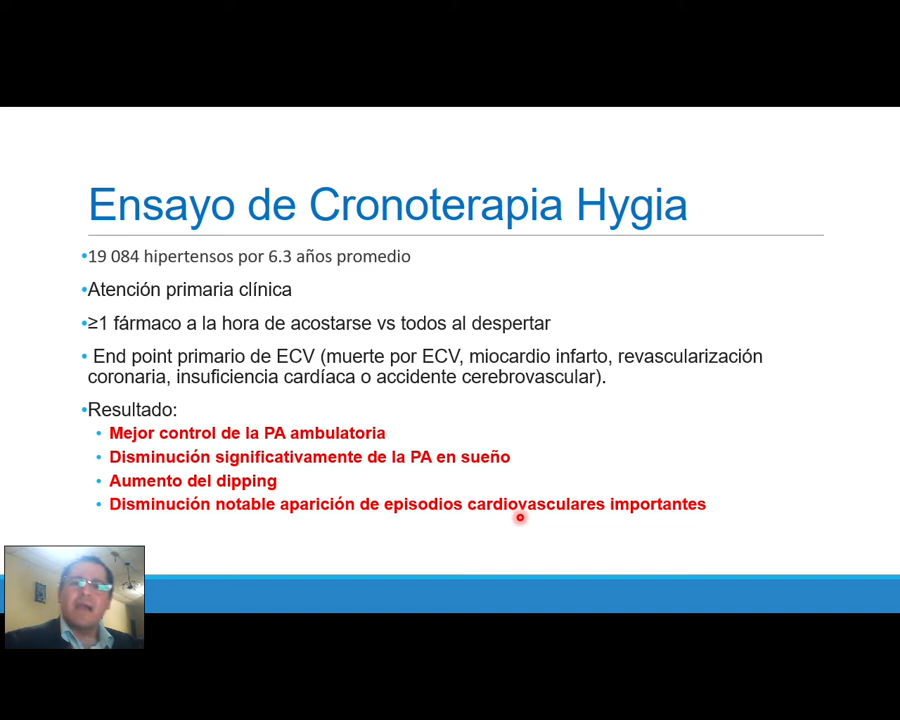 Ensayo de Cronoterapia Hygia
•19 084 hipertensos por 6.3 años promedio
•Atención primaria clínica
•≥1 fármaco a la hora de acostarse vs todos al despertar
• End point primario de ECV (muerte por ECV, miocardio infarto, revascularización
coronaria, insuficiencia cardíaca o accidente cerebrovascular).
•Resultado:
• Mejor control de la PA ambulatoria
• Disminución significativamente de la PA en sueño
• Aumento del dipping
• Disminución notable aparición de episodios cardiovasculares importantes